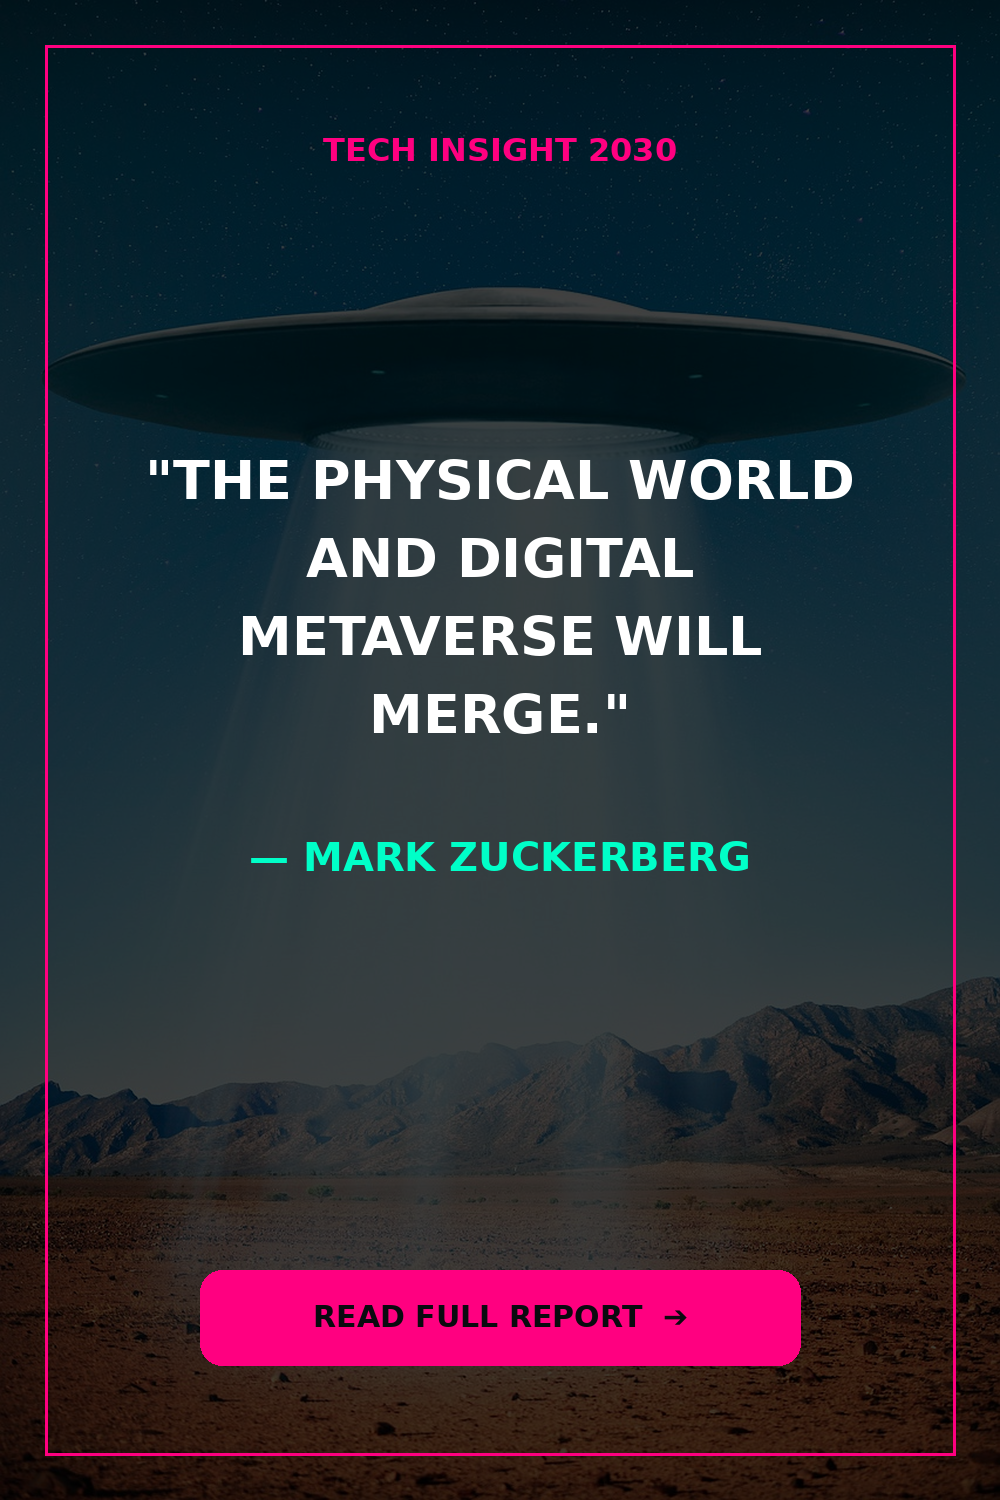 TECH INSIGHT 2030
"THE PHYSICAL WORLD
AND DIGITAL
METAVERSE WILL
MERGE."
— MARK ZUCKERBERG
READ FULL REPORT ➔